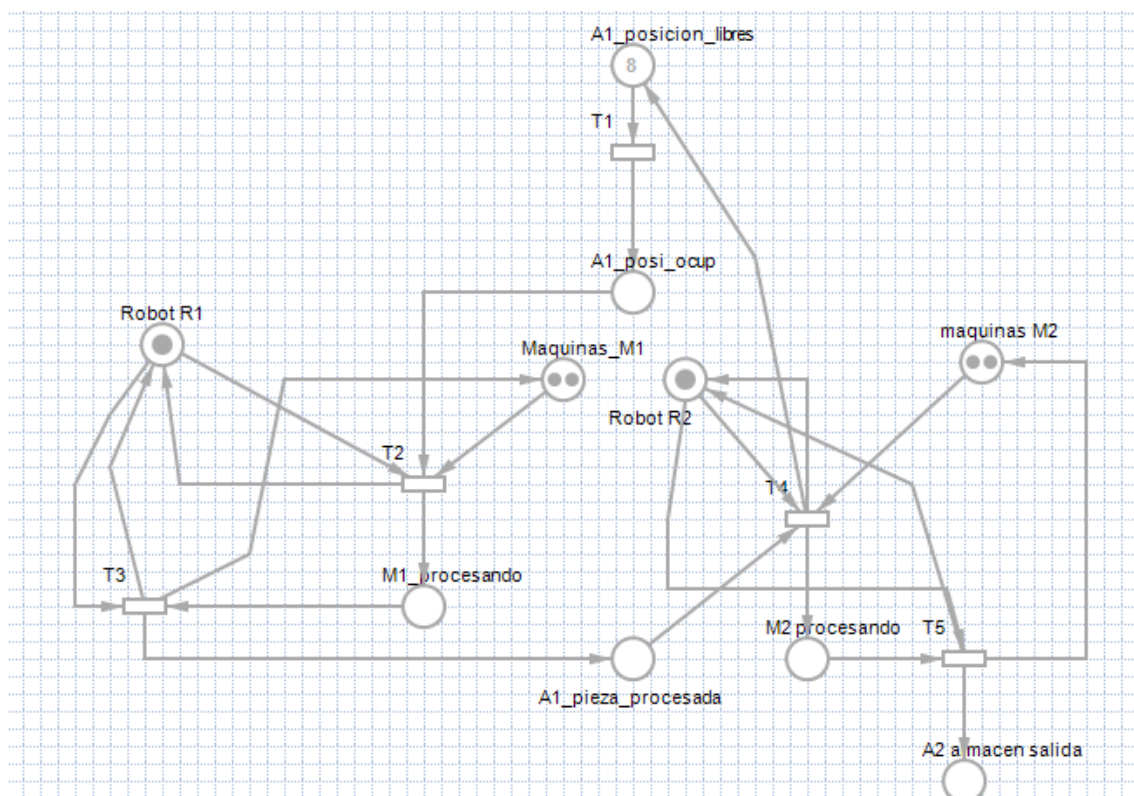 A1_posicion_libres
8
T1
A1_posi_ocup
Robot R1
Maquinas_M1
maquinas M2
Robot R2
T2
T4
T3
M1_procesando
M2 procesando
T5
A1_pieza_procesada
A2 almacen salida